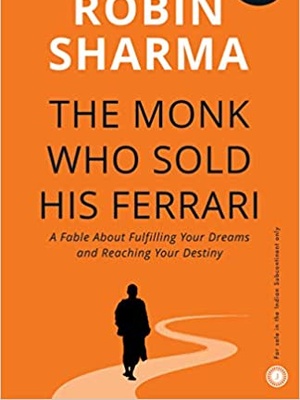 ROBIN
SHARMA
THE MONK
WHO SOLD
HIS FERRARI
A Fable About Fulfilling Your Dreams
and Reaching Your Destiny
For sale in the Indian Subcontinent only